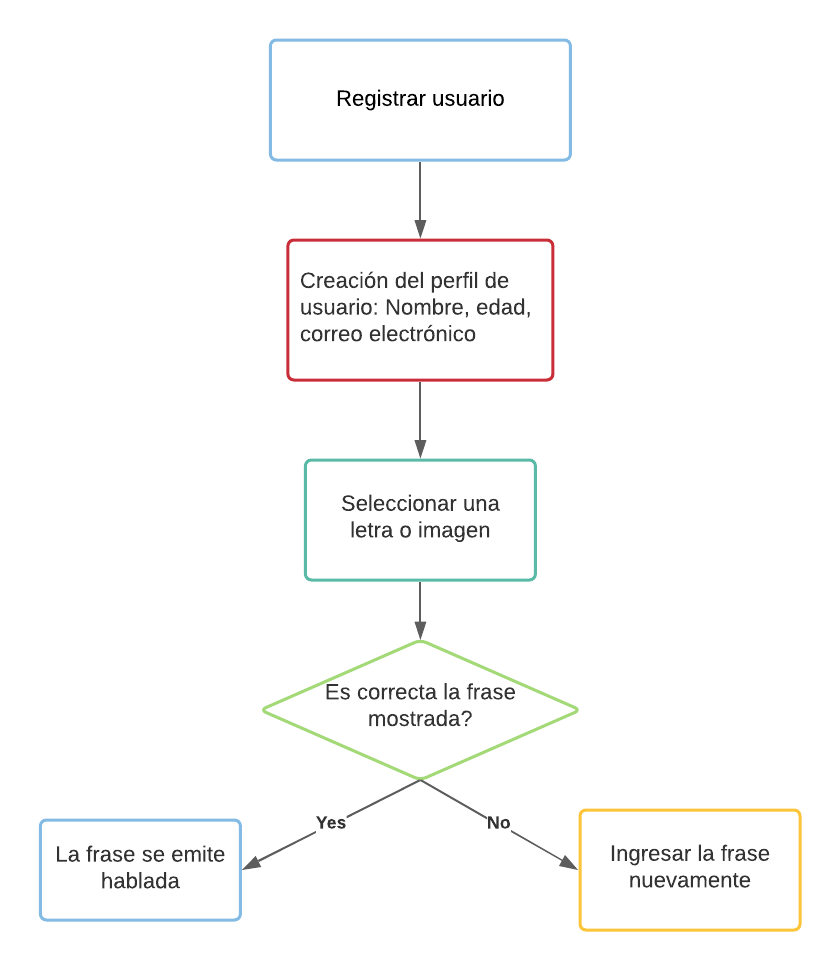 Registrar usuario
Creación del perfil de
usuario: Nombre, edad,
correo electrónico
Seleccionar una
letra o imagen
Es correcta la frase
mostrada?
Yes
No
La frase se emite
hablada
Ingresar la frase
nuevamente